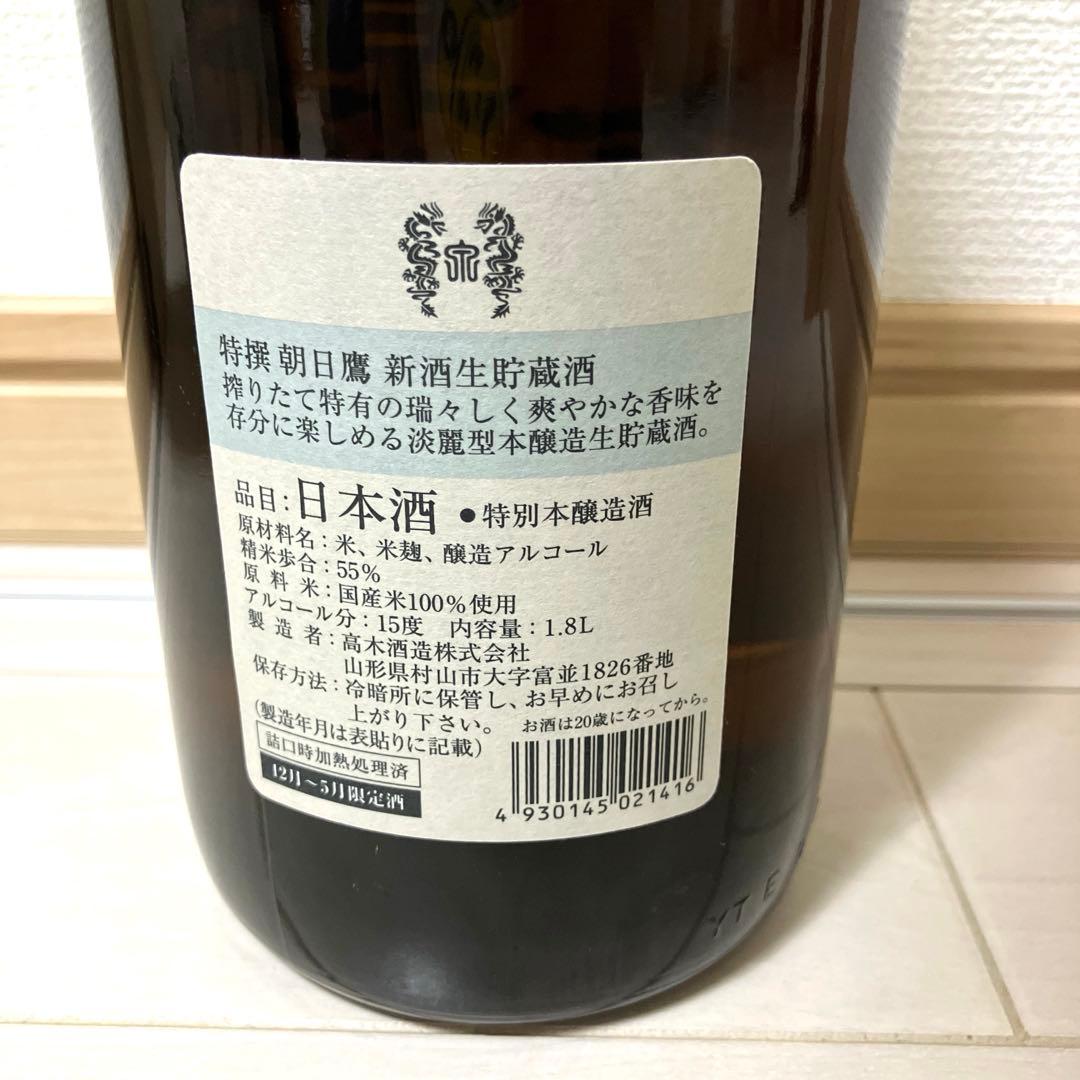 特撰 朝日鷹 新酒生貯蔵酒
搾りたて特有の瑞々しく爽やかな香味を
存分に楽しめる淡麗型本醸造生貯蔵酒。
品目：日本酒 ●特別本醸造酒
原材料名：米、米麹、醸造アルコール
精米歩合：55％
原料米：国産米100％使用
アルコール分：15度 内容量：1.8L
製造者：高木酒造株式会社
山形県村山市大字富並1826番地
保存方法：冷暗所に保管し、お早めにお召し
上がり下さい。
お酒は20歳になってから。
（製造年月は表貼りに記載）
詰口時加熱処理済
12月～5月限定酒
4 930145 021416
YTE